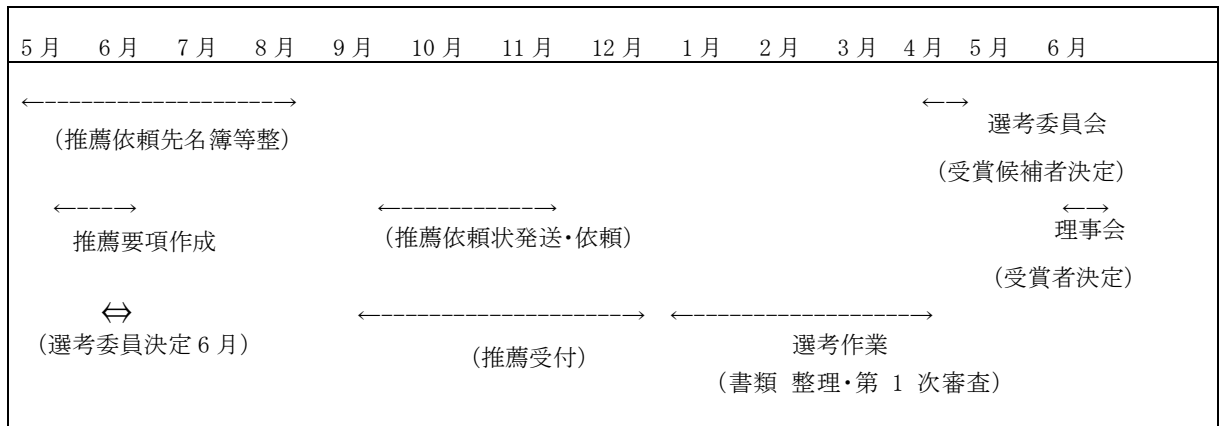 5月 6月 7月 8月 9月 10月 11月 12月 1月 2月 3月 4月 5月 6月
←----------------------→ ←-→
(推薦依頼先名簿等整) 選考委員会
(受賞候補者決定)
←----→ ←-------------→ ←→
推薦要項作成 (推薦依頼状発送・依頼) 理事会
(受賞者決定)
⇔ ←----------------------→ ←--------------------→
(選考委員決定6月) (推薦受付) 選考作業
(書類 整理・第 1 次審査)